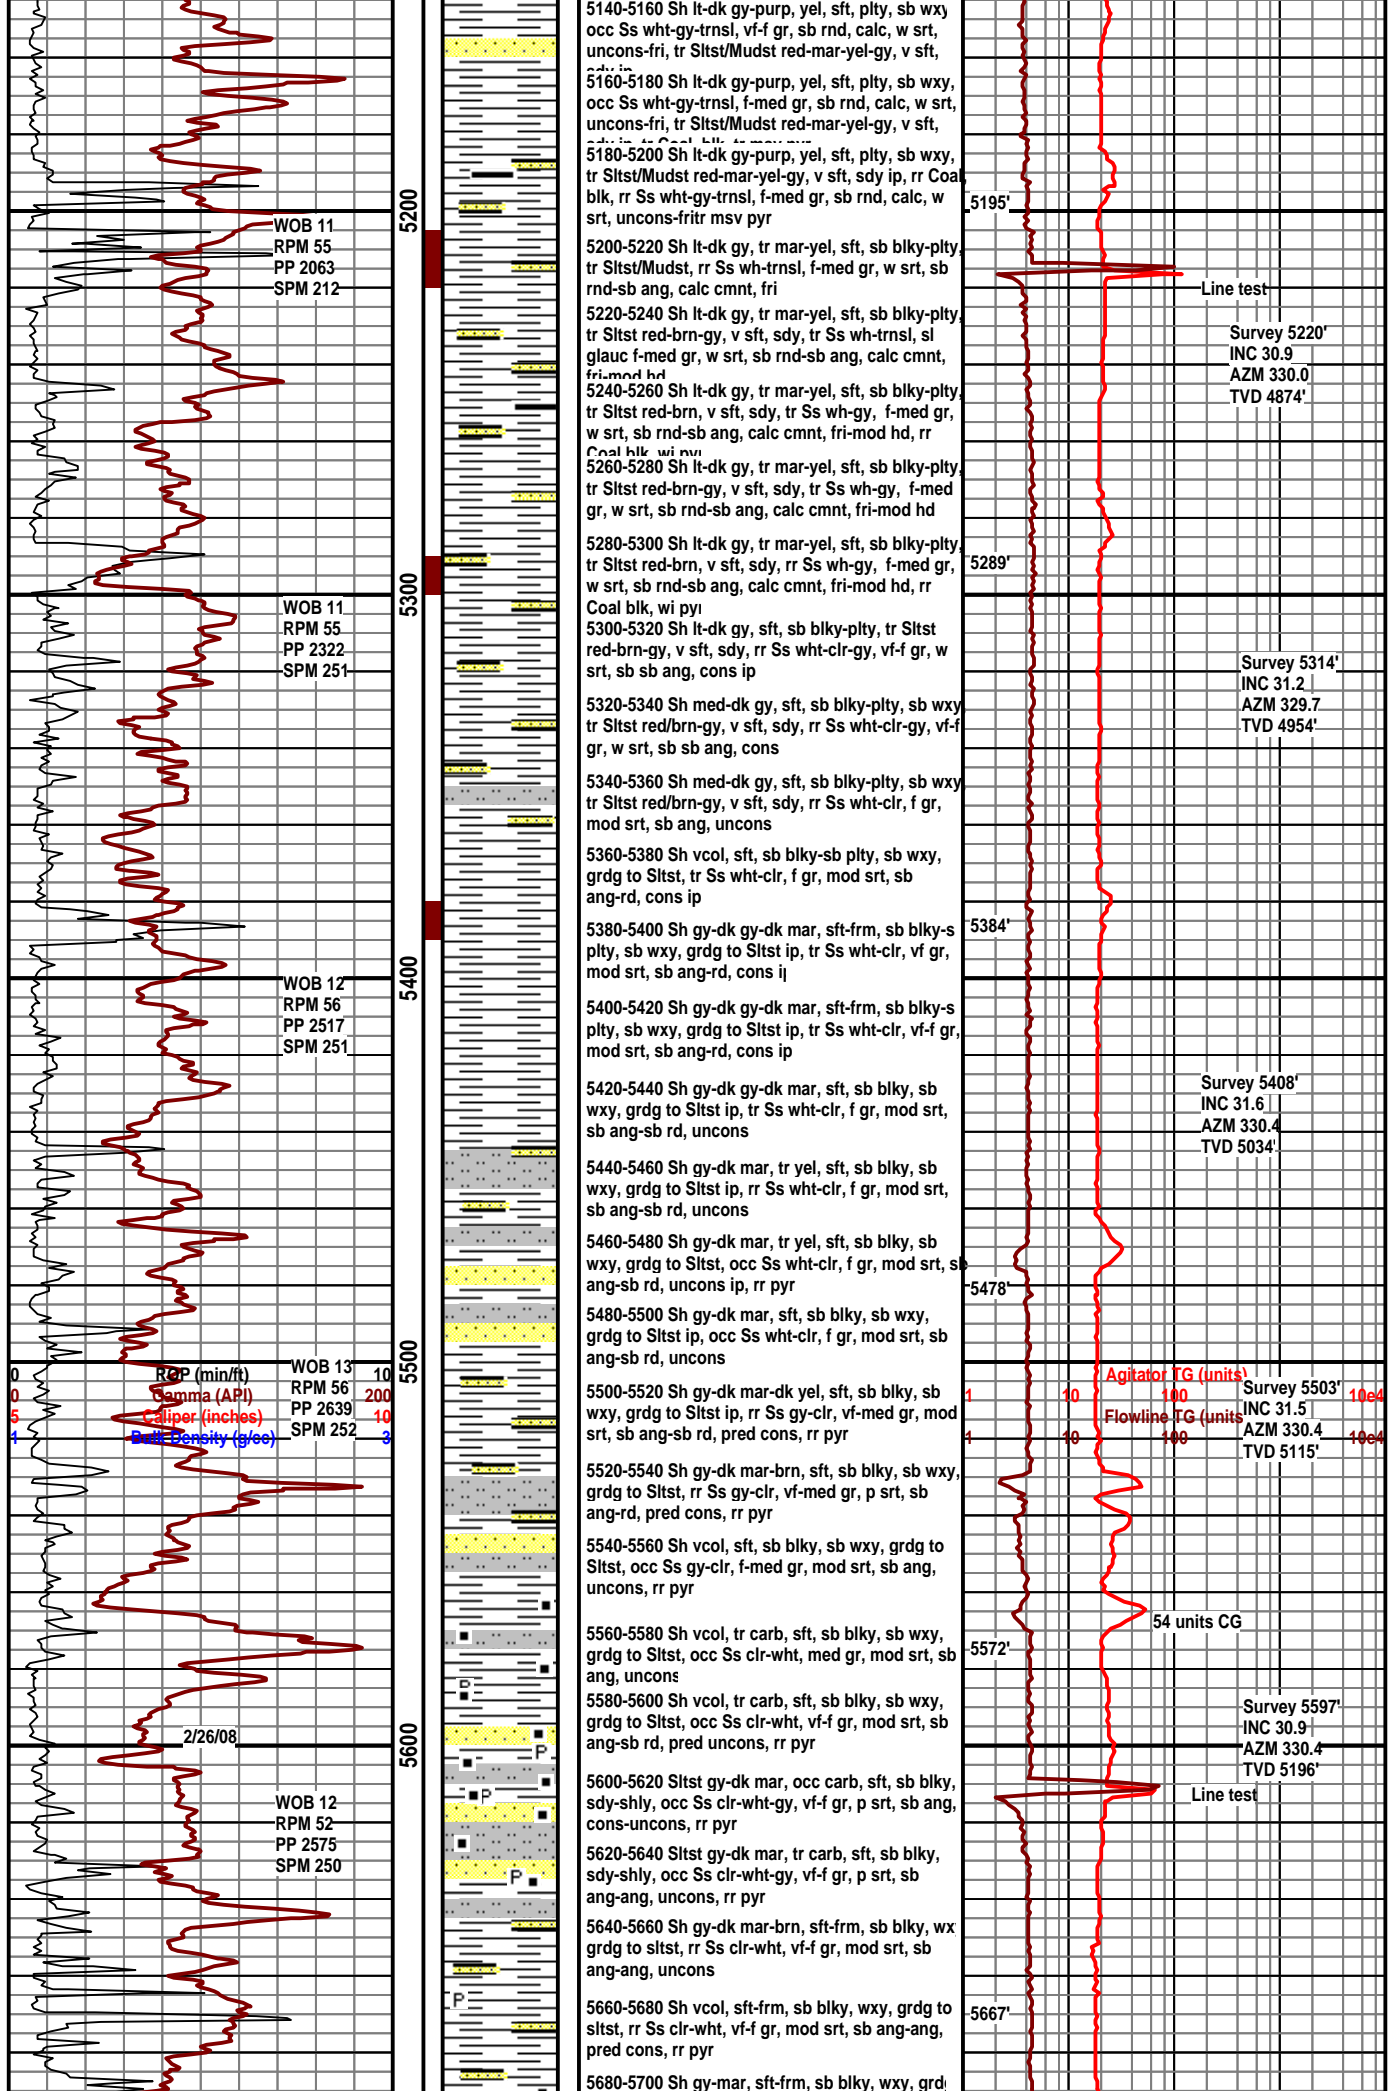 5140-5160 Sh lt-dk gy-purp, yel, sft, plty, sb wxy
occ Ss wht-gy-trnsl, vf-f gr, sb rnd, calc, w srt,
uncons-fri, tr Sltst/Mudst red-mar-yel-gy, v sft,
5160-5180 Sh lt-dk gy-purp, yel, sft, plty, sb wxy,
occ Ss wht-gy-trnsl, f-med gr, sb rnd, calc, w srt,
uncons-fri, tr Sltst/Mudst red-mar-yel-gy, v sft,
5180-5200 Sh lt-dk gy-purp, yel, sft, plty, sb wxy,
tr Sltst/Mudst red-mar-yel-gy, v sft, sdy ip, rr Coal,
blk, rr Ss wht-gy-trnsl, f-med gr, sb rnd, calc, w
srt, uncons-fritr msv pyr
5195'
5200
WOB 11
RPM 55
PP 2063
SPM 212
5200-5220 Sh lt-dk gy, tr mar-yel, sft, sb blky-plty,
tr Sltst/Mudst, rr Ss wh-trnsl, f-med gr, w srt, sb
rnd-sb ang, calc cmnt, fri
Line test
5220-5240 Sh lt-dk gy, tr mar-yel, sft, sb blky-plty,
tr Sltst red-brn-gy, v sft, sdy, tr Ss wh-trnsl, sl
glauc f-med gr, w srt, sb rnd-sb ang, calc cmnt,
fri-mod hd
Survey 5220'
INC 30.9
AZM 330.0
TVD 4874'
5240-5260 Sh lt-dk gy, tr mar-yel, sft, sb blky-plty,
tr Sltst red-brn, v sft, sdy, tr Ss wh-gy, f-med gr,
w srt, sb rnd-sb ang, calc cmnt, fri-mod hd, rr
Coal blk, wi pyr
5260-5280 Sh lt-dk gy, tr mar-yel, sft, sb blky-plty,
tr Sltst red-brn-gy, v sft, sdy, tr Ss wh-gy, f-med
gr, w srt, sb rnd-sb ang, calc cmnt, fri-mod hd
5280-5300 Sh lt-dk gy, tr mar-yel, sft, sb blky-plty,
tr Sltst red-brn, v sft, sdy, rr Ss wh-gy, f-med gr,
w srt, sb rnd-sb ang, calc cmnt, fri-mod hd, rr
Coal blk, wi pyr
5289'
5300
WOB 11
RPM 55
PP 2322
SPM 251
5300-5320 Sh lt-dk gy, sft, sb blky-plty, tr Sltst
red-brn-gy, v sft, sdy, rr Ss wht-clr-gy, vf-f gr, w
srt, sb sb ang, cons ip
Survey 5314'
INC 31.2
AZM 329.7
TVD 4954'
5320-5340 Sh med-dk gy, sft, sb blky-plty, sb wxy
tr Sltst red/brn-gy, v sft, sdy, rr Ss wht-clr-gy, vf-f
gr, w srt, sb sb ang, cons
5340-5360 Sh med-dk gy, sft, sb blky-plty, sb wxy
tr Sltst red/brn-gy, v sft, sdy, rr Ss wht-clr, f gr,
mod srt, sb ang, uncons
5360-5380 Sh vcol, sft, sb blky-sb plty, sb wxy,
grdg to Sltst, tr Ss wht-clr, f gr, mod srt, sb
ang-rd, cons ip
5380-5400 Sh gy-dk gy-dk mar, sft-frm, sb blky-s
plty, sb wxy, grdg to Sltst ip, tr Ss wht-clr, vf gr,
mod srt, sb ang-rd, cons ip
5384'
5400
WOB 12
RPM 56
PP 2517
SPM 251
5400-5420 Sh gy-dk gy-dk mar, sft-frm, sb blky-s
plty, sb wxy, grdg to Sltst ip, tr Ss wht-clr, vf-f gr,
mod srt, sb ang-rd, cons ip
5420-5440 Sh gy-dk gy-dk mar, sft, sb blky, sb
wxy, grdg to Sltst ip, tr Ss wht-clr, f gr, mod srt,
sb ang-sb rd, uncons
Survey 5408'
INC 31.6
AZM 330.4
TVD 5034'
5440-5460 Sh gy-dk mar, tr yel, sft, sb blky, sb
wxy, grdg to Sltst ip, rr Ss wht-clr, f gr, mod srt,
sb ang-sb rd, uncons
5460-5480 Sh gy-dk mar, tr yel, sft, sb blky, sb
wxy, grdg to Sltst, occ Ss wht-clr, f gr, mod srt, sb
ang-sb rd, uncons ip, rr pyr
5478'
5480-5500 Sh gy-dk mar, sft, sb blky, sb wxy,
grdg to Sltst ip, occ Ss wht-clr, f gr, mod srt, sb
ang-sb rd, uncons
5500
WOB 13
RPM 56
PP 2639
SPM 252
0 ROP (min/ft) 10
0 Gamma (API) 200
5 Caliper (inches) 10
1 Bulk Density (g/cc) 3
5500-5520 Sh gy-dk mar-dk yel, sft, sb blky, sb
wxy, grdg to Sltst ip, rr Ss gy-clr, vf-med gr, mod
srt, sb ang-sb rd, pred cons, rr pyr
Agitator TG (units)
1 10 100 10e4
Flowline TG (units
1 10 100 10e4
Survey 5503'
INC 31.5
AZM 330.4
TVD 5115'
5520-5540 Sh gy-dk mar-brn, sft, sb blky, sb wxy,
grdg to Sltst, rr Ss gy-clr, vf-med gr, p srt, sb
ang-rd, pred cons, rr pyr
5540-5560 Sh vcol, sft, sb blky, sb wxy, grdg to
Sltst, occ Ss gy-clr, f-med gr, mod srt, sb ang,
uncons, rr pyr
54 units CG
5560-5580 Sh vcol, tr carb, sft, sb blky, sb wxy,
grdg to Sltst, occ Ss clr-wht, med gr, mod srt, sb
ang, uncons
5572'
P
5580-5600 Sh vcol, tr carb, sft, sb blky, sb wxy,
grdg to Sltst, occ Ss clr-wht, vf-f gr, mod srt, sb
ang-sb rd, pred uncons, rr pyr
Survey 5597'
INC 30.9
AZM 330.4
TVD 5196'
2/26/08
5600
P
5600-5620 Sltst gy-dk mar, occ carb, sft, sb blky,
sdy-shly, occ Ss clr-wht-gy, vf-f gr, p srt, sb ang,
cons-uncons, rr pyr
P
Line test
WOB 12
RPM 52
PP 2575
SPM 250
5620-5640 Sltst gy-dk mar, tr carb, sft, sb blky,
sdy-shly, occ Ss clr-wht-gy, vf-f gr, p srt, sb
ang-ang, uncons, rr pyr
P
5640-5660 Sh gy-dk mar-brn, sft-frm, sb blky, wxy
grdg to sltst, rr Ss clr-wht, vf-f gr, mod srt, sb
ang-ang, uncons
P
5660-5680 Sh vcol, sft-frm, sb blky, wxy, grdg to
sltst, rr Ss clr-wht, vf-f gr, mod srt, sb ang-ang,
pred cons, rr pyr
5667'
5680-5700 Sh gy-mar, sft-frm, sb blky, wxy, grdg